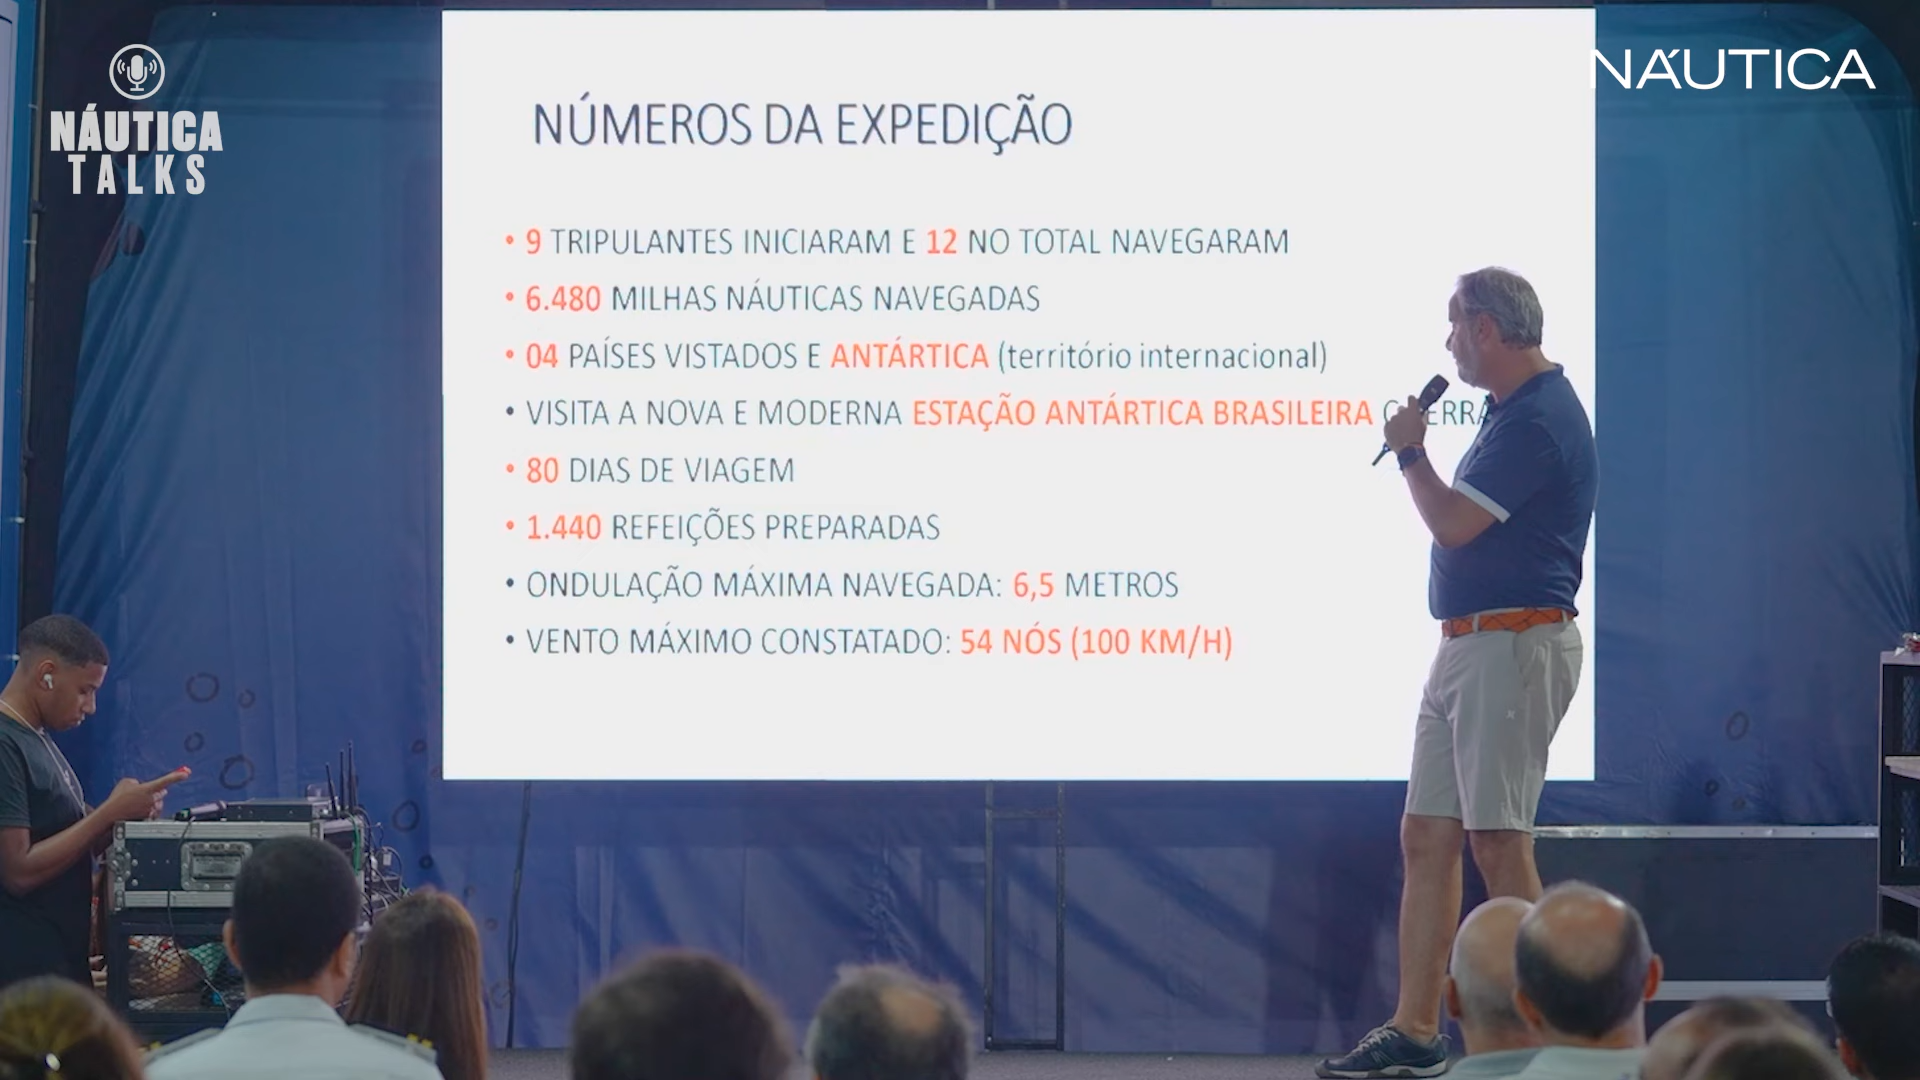 NÁUTICA
TALKS
NÁUTICA
NÚMEROS DA EXPEDIÇÃO
• 9 TRIPULANTES INICIARAM E 12 NO TOTAL NAVEGARAM
• 6.480 MILHAS NÁUTICAS NAVEGADAS
• 04 PAÍSES VISTADOS E ANTÁRTICA (território internacional)
• VISITA A NOVA E MODERNA ESTAÇÃO ANTÁRTICA BRASILEIRA
• 80 DIAS DE VIAGEM
• 1.440 REFEIÇÕES PREPARADAS
• ONDULAÇÃO MÁXIMA NAVEGADA: 6,5 METROS
• VENTO MÁXIMO CONSTATADO: 54 NÓS (100 KM/H)